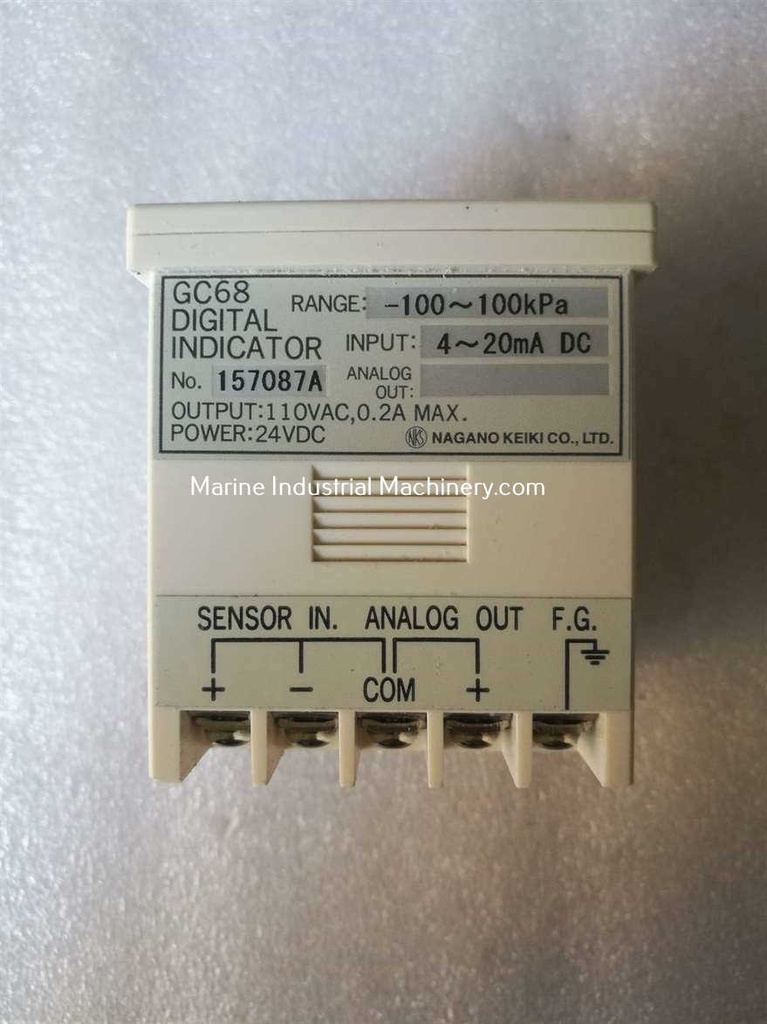 GC68
DIGITAL
INDICATOR
RANGE: -100～100kPa
INPUT: 4～20mA DC
No. 157087A
ANALOG
OUT:
OUTPUT:110VAC,0.2A MAX.
POWER:24VDC
NKS NAGANO KEIKI CO., LTD.
Marine Industrial Machinery.com
SENSOR IN. ANALOG OUT F.G.
+ − COM +